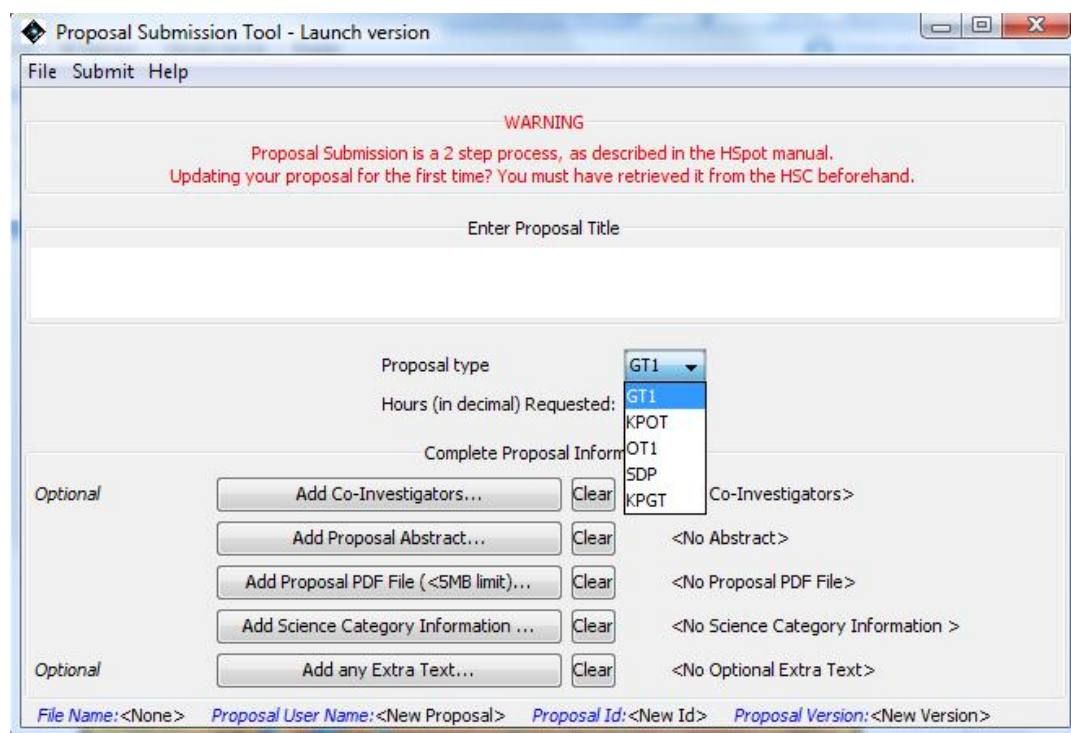 Proposal Submission Tool - Launch version
File Submit Help
WARNING
Proposal Submission is a 2 step process, as described in the HSpot manual.
Updating your proposal for the first time? You must have retrieved it from the HSC beforehand.
Enter Proposal Title
Proposal type GT1
GT1
Hours (in decimal) Requested:
KPOT
Complete Proposal Inform
OT1
SDP
KPGT
Optional Add Co-Investigators... Clear Co-Investigators>
Add Proposal Abstract... Clear <No Abstract>
Add Proposal PDF File (<5MB limit)... Clear <No Proposal PDF File>
Add Science Category Information ... Clear <No Science Category Information >
Optional Add any Extra Text... Clear <No Optional Extra Text>
File Name:<None> Proposal User Name:<New Proposal> Proposal Id:<New Id> Proposal Version:<New Version>